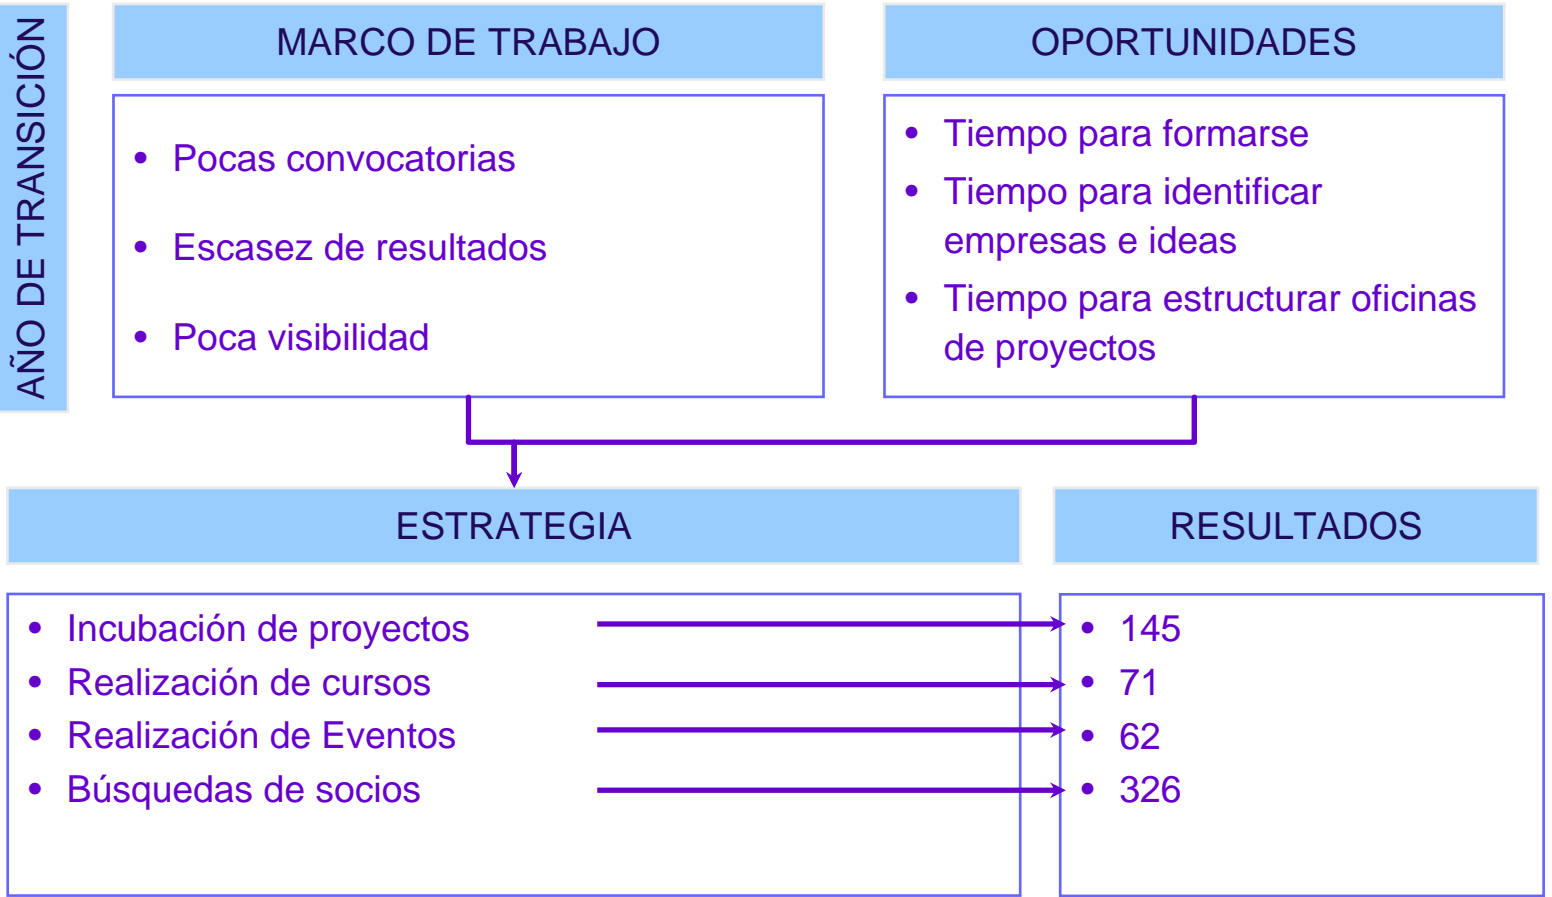 AÑO DE TRANSICIÓN
MARCO DE TRABAJO
• Pocas convocatorias
• Escasez de resultados
• Poca visibilidad
OPORTUNIDADES
• Tiempo para formarse
• Tiempo para identificar
empresas e ideas
• Tiempo para estructurar oficinas
de proyectos
ESTRATEGIA
• Incubación de proyectos
• Realización de cursos
• Realización de Eventos
• Búsquedas de socios
RESULTADOS
• 145
• 71
• 62
• 326